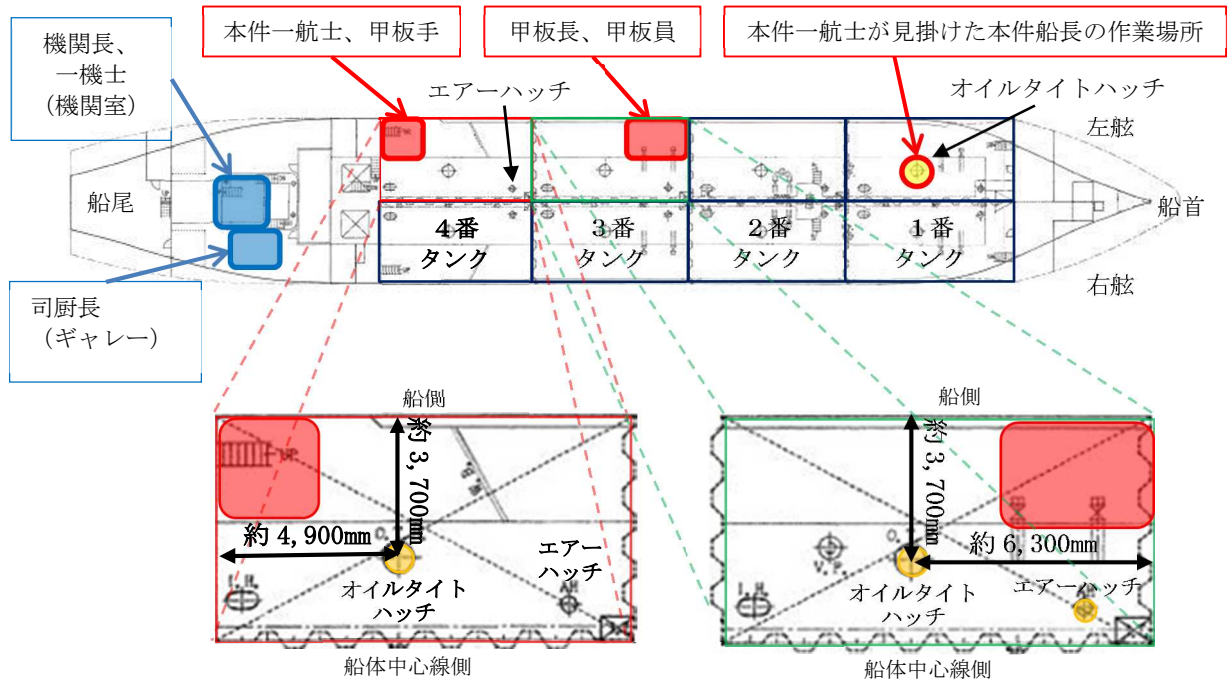 機関長、
一機士
(機関室)
本件一航士、甲板手
甲板長、甲板員
本件一航士が見掛けた本件船長の作業場所
エアーハッチ
オイルタイトハッチ
左舷
船尾
船首
4番
タンク
3番
タンク
2番
タンク
1番
タンク
右舷
司厨長
(ギャレー)
船側
約3,700mm
約4,900mm
エアー
ハッチ
オイルタイト
ハッチ
I.H.
AH
船体中心線側
船側
約3,700mm
約6,300mm
V.P.
I.H.
エアーハッチ
オイルタイト
ハッチ
船体中心線側